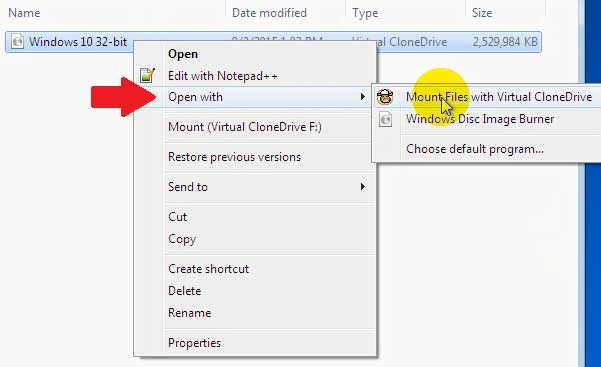 Name Date modified Type Size
Windows 10 32-bit Virtual CloneDrive 2,529,984 KB
Open
Edit with Notepad++
Open with
Mount (Virtual CloneDrive F:)
Restore previous versions
Send to
Cut
Copy
Create shortcut
Delete
Rename
Properties
Mount Files with Virtual CloneDrive
Windows Disc Image Burner
Choose default program...